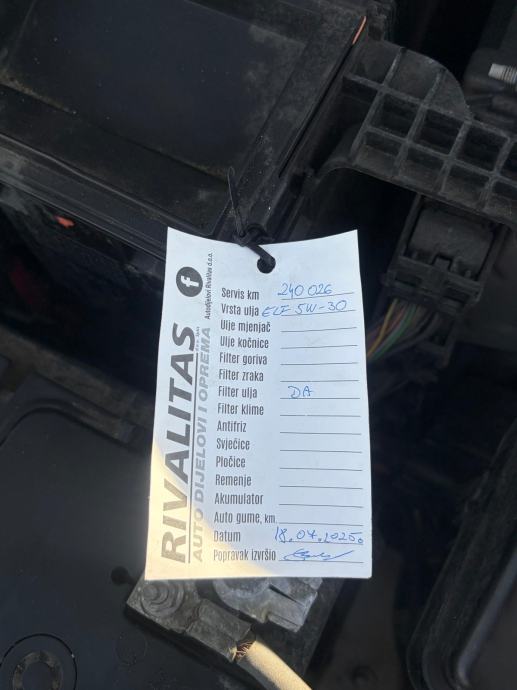 RIVALITAS
AUTO DIJELOVI I OPREMA
f
Autodijelovi Rivalitas d.o.o.
Servis km 240 026
Vrsta ulja ELF 5W-30
Ulje mjenjač
Ulje kočnice
Filter goriva
Filter zraka
Filter ulja DA
Filter klime
Antifriz
Svjećice
Pločice
Remenje
Akumulator
Auto gume, km.
Datum 18.04.2025.
Popravak izvršio